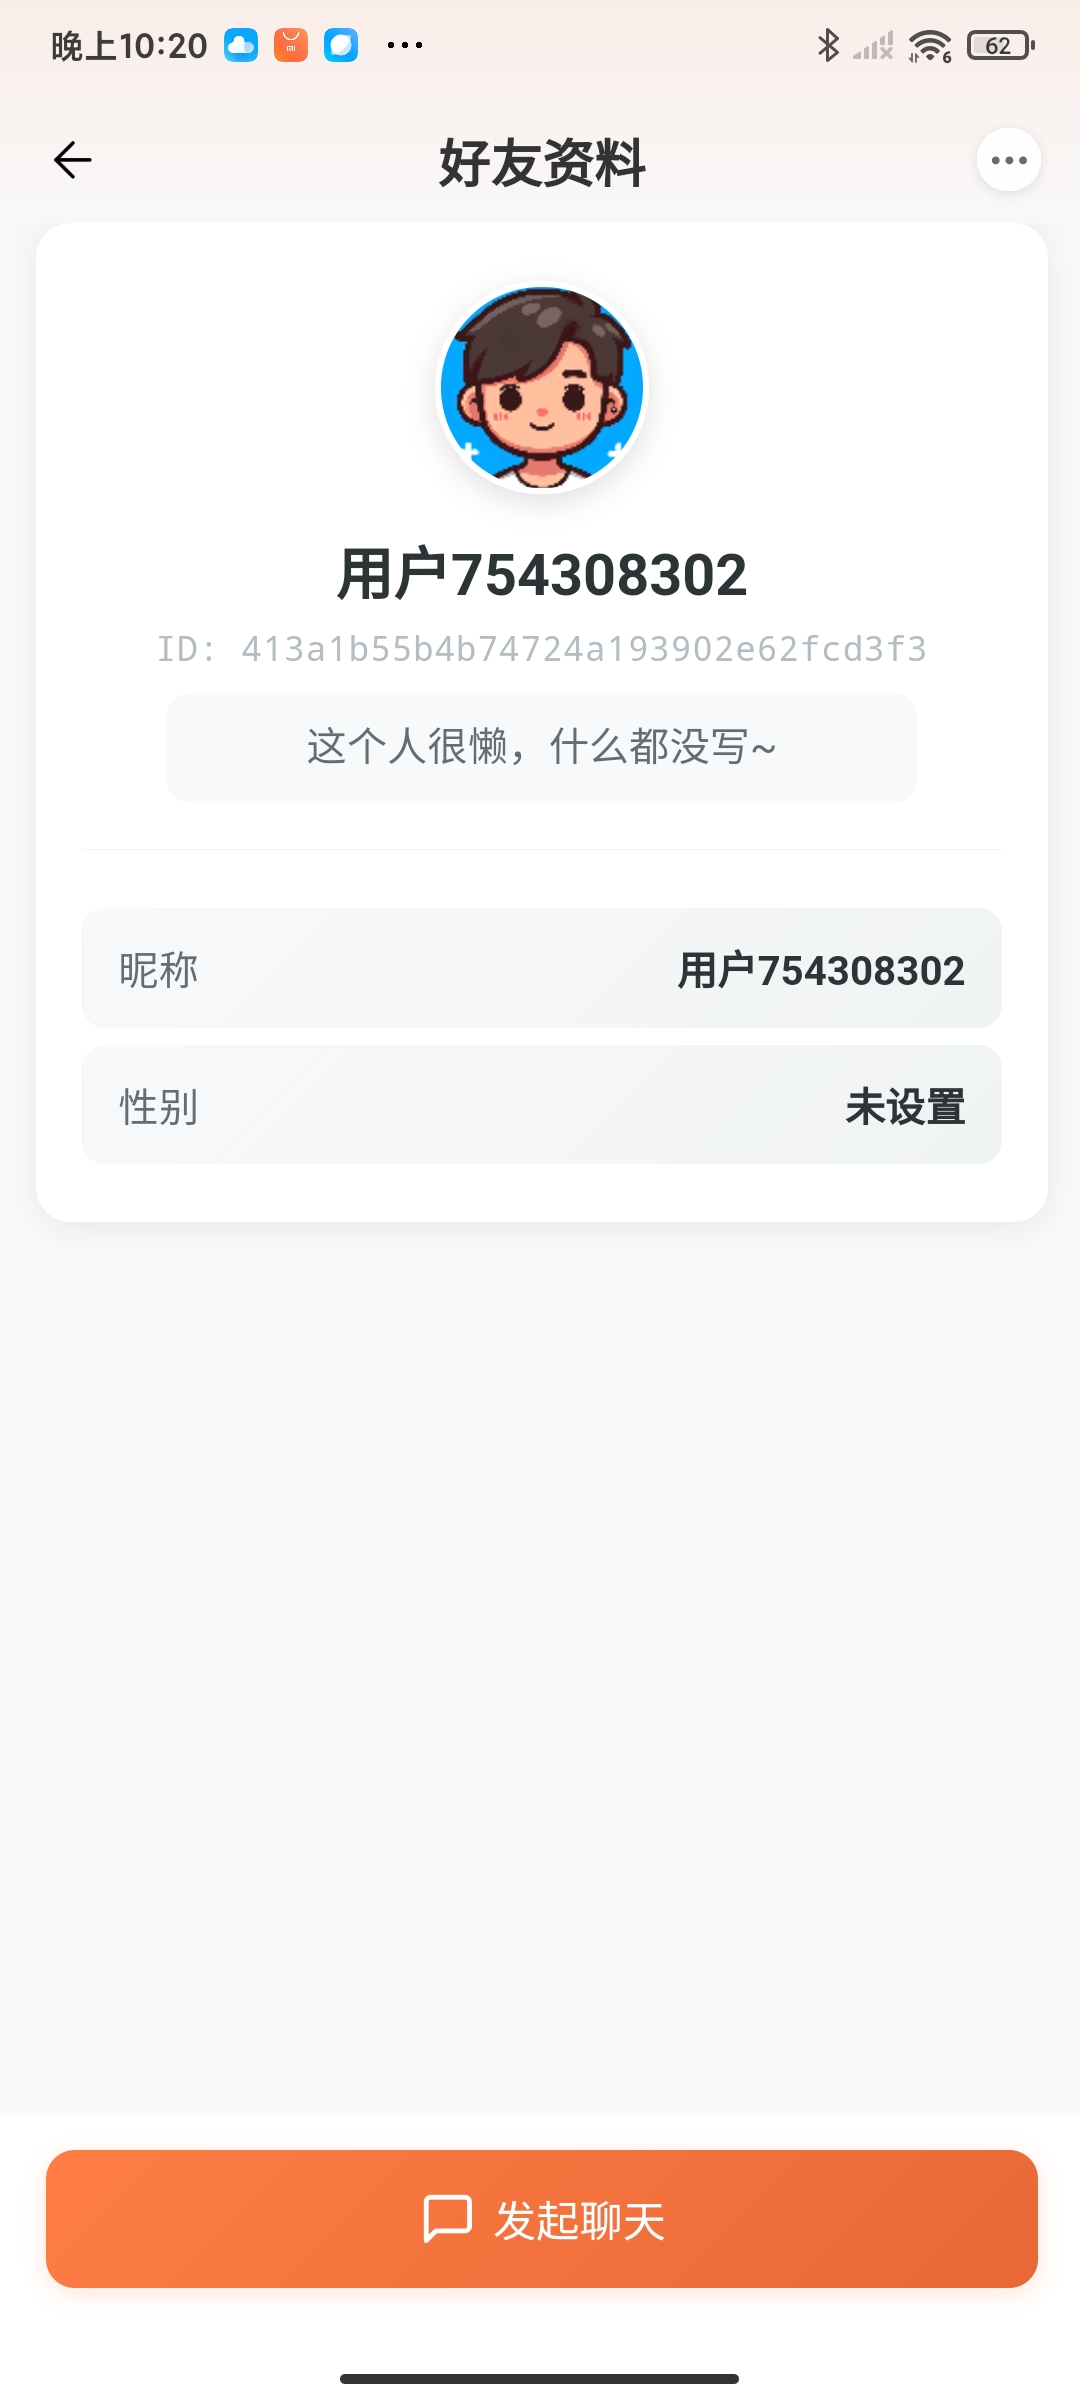 晚上10:20
62
好友资料
用户754308302
ID: 413a1b55b4b74724a193902e62fcd3f3
这个人很懒，什么都没写~
昵称 用户754308302
性别 未设置
发起聊天